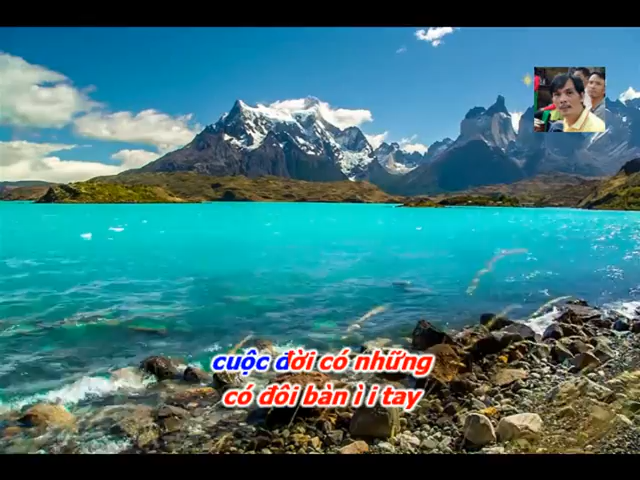 cuộc đời có những
có đôi bàn ì i tay